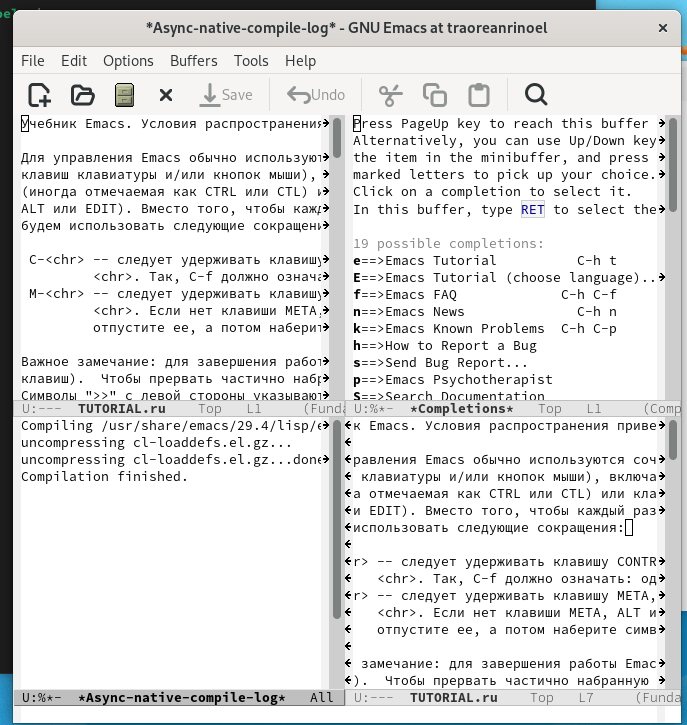 *Async-native-compile-log* - GNU Emacs at traoreanrinoel
File Edit Options Buffers Tools Help
Save Undo
Учебник Emacs. Условия распространения
Для управления Emacs обычно используют
клавиш клавиатуры и/или кнопок мыши),
(иногда отмечаемая как CTRL или CTL) и
ALT или EDIT). Вместо того, чтобы кажд
будем использовать следующие сокращени
C-<chr> -- следует удерживать клавишу
<chr>. Так, C-f должно означа
M-<chr> -- следует удерживать клавишу
<chr>. Если нет клавиши META,
отпустите ее, а потом наберит
Важное замечание: для завершения работ
клавиш). Чтобы прервать частично набр
Символы ">>" с левой стороны указывают
U:--- TUTORIAL.ru Top L1 (Funda
Press PageUp key to reach this buffer
Alternatively, you can use Up/Down key
the item in the minibuffer, and press
marked letters to pick up your choice.
Click on a completion to select it.
In this buffer, type RET to select the
19 possible completions:
e==>Emacs Tutorial C-h t
E==>Emacs Tutorial (choose language)..
f==>Emacs FAQ C-h C-f
n==>Emacs News C-h n
k==>Emacs Known Problems C-h C-p
h==>How to Report a Bug
s==>Send Bug Report...
p==>Emacs Psychotherapist
S==>Search Documentation
U:%*- *Completions* Top L1 (Comp
Compiling /usr/share/emacs/29.4/lisp/e
uncompressing cl-loaddefs.el.gz...
uncompressing cl-loaddefs.el.gz...done
Compilation finished.
U:%*- *Async-native-compile-log* All
к Emacs. Условия распространения приве
равления Emacs обычно используются соч
клавиатуры и/или кнопок мыши), включа
а отмечаемая как CTRL или CTL) или кла
и EDIT). Вместо того, чтобы каждый раз
использовать следующие сокращения:
r> -- следует удерживать клавишу CONTR
<chr>. Так, C-f должно означать: од
r> -- следует удерживать клавишу META,
<chr>. Если нет клавиши META, ALT и
отпустите ее, а потом наберите симв
замечание: для завершения работы Emac
). Чтобы прервать частично набранную
U:--- TUTORIAL.ru Top L7 (Funda